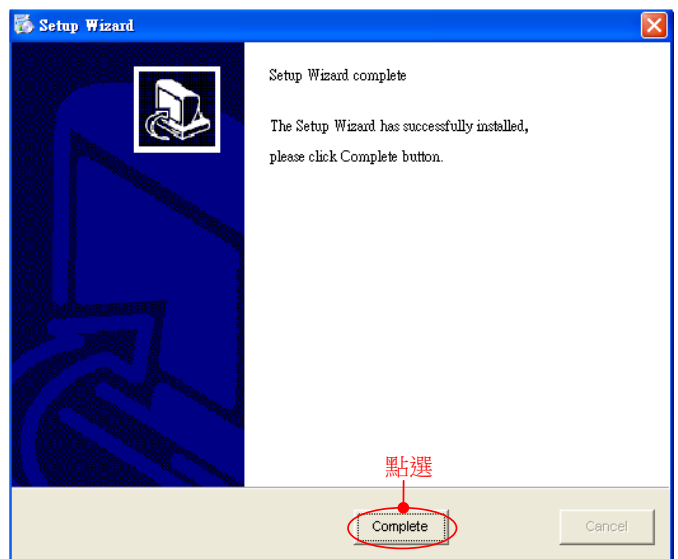 Setup Wizard
Setup Wizard complete
The Setup Wizard has successfully installed,
please click Complete button.
點選
Complete
Cancel